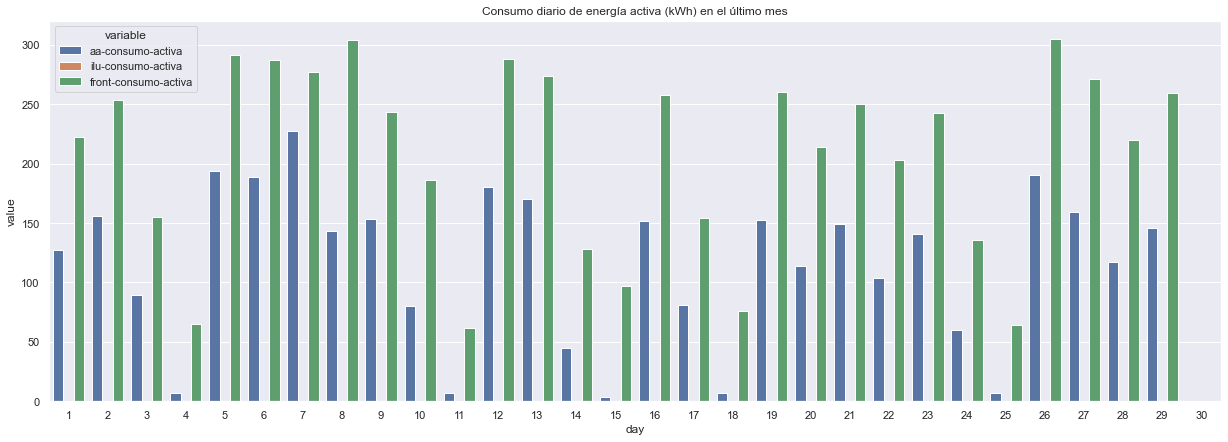 Consumo diario de energía activa (kWh) en el último mes
variable
aa-consumo-activa
ilu-consumo-activa
front-consumo-activa
300
250
200
150
100
50
0
value
1 2 3 4 5 6 7 8 9 10 11 12 13 14 15 16 17 18 19 20 21 22 23 24 25 26 27 28 29 30
day